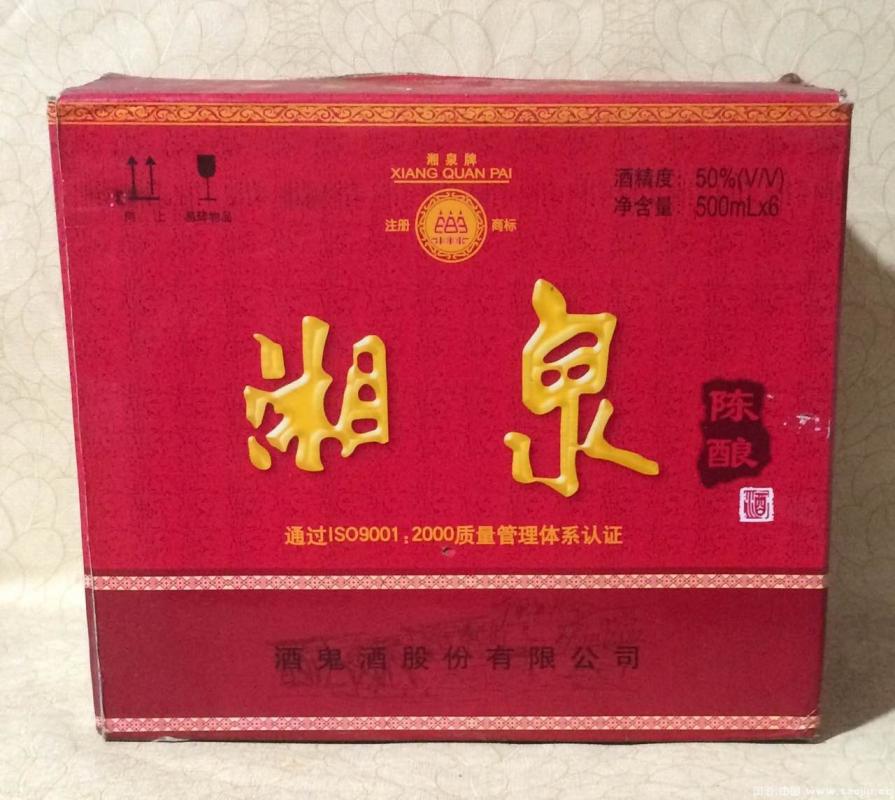 湘泉牌
XIANG QUAN PAI
注册 商标
酒精度: 50%(V/V)
净含量: 500mLx6
向 上 易碎物品
湘泉
陈酿
酒
通过ISO9001:2000质量管理体系认证
酒鬼酒股份有限公司